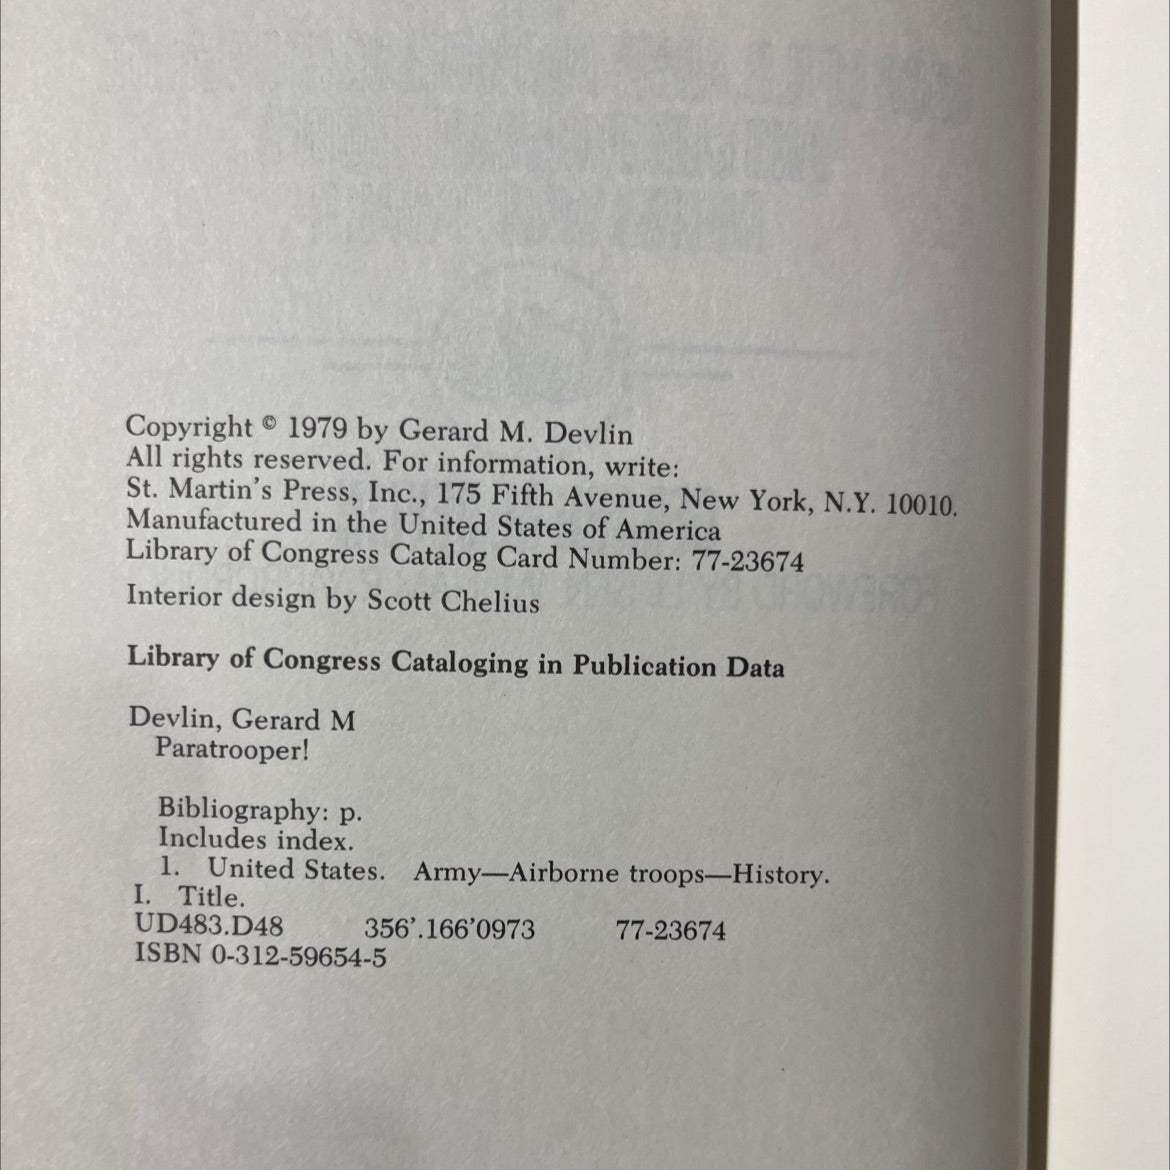 Copyright © 1979 by Gerard M. Devlin
All rights reserved. For information, write:
St. Martin's Press, Inc., 175 Fifth Avenue, New York, N.Y. 10010.
Manufactured in the United States of America
Library of Congress Catalog Card Number: 77-23674
Interior design by Scott Chelius
Library of Congress Cataloging in Publication Data
Devlin, Gerard M
Paratrooper!
Bibliography: p.
Includes index.
1. United States. Army—Airborne troops—History.
I. Title.
UD483.D48 356'.166'0973 77-23674
ISBN 0-312-59654-5